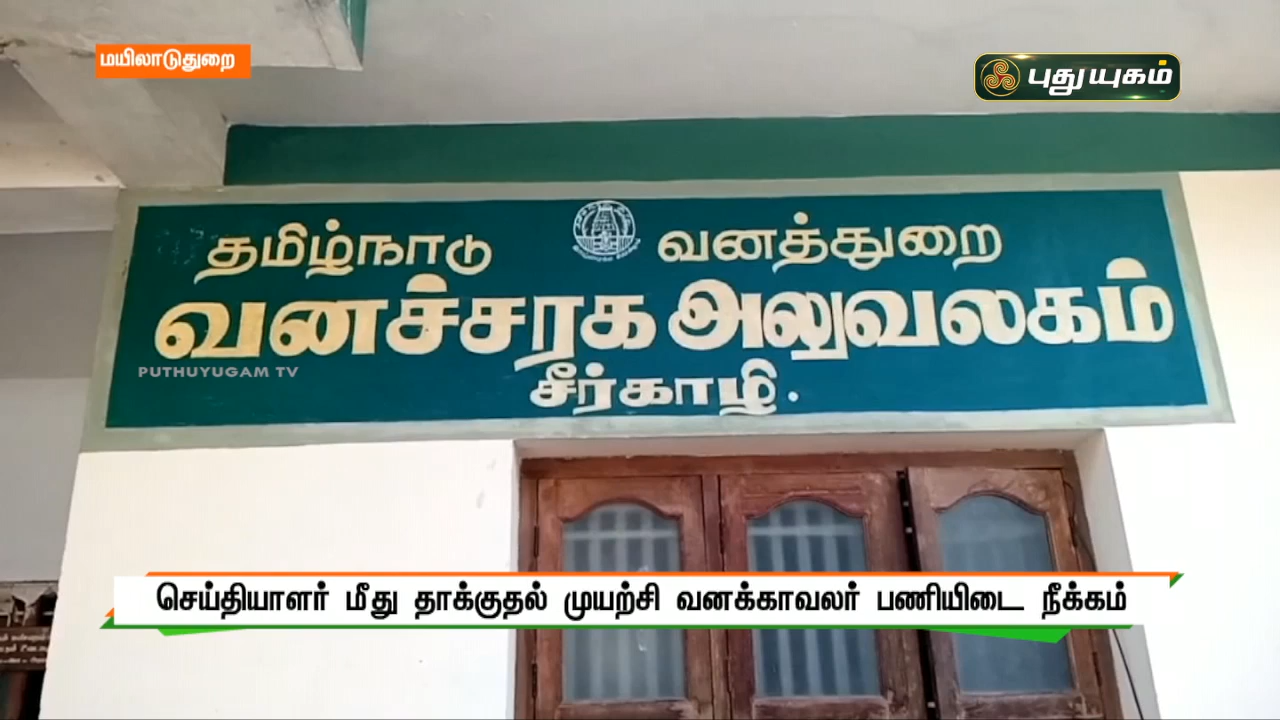 மயிலாடுதுறை
புதுயுகம்
தமிழ்நாடு வனத்துறை
வனச்சரக அலுவலகம்
PUTHUYUGAM TV
சீர்காழி.
செய்தியாளர் மீது தாக்குதல் முயற்சி வனக்காவலர் பணியிடை நீக்கம்